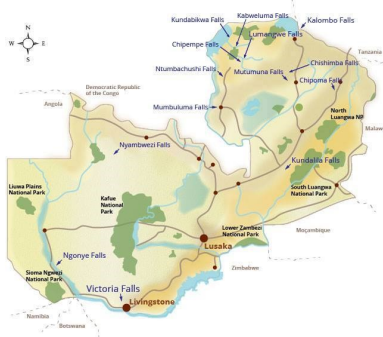 Kabweluma Falls
Kundabikwa Falls
Kalombo Falls
Lumangwe Falls
Chipempe Falls
N
W
E
S
Tanzania
Chishimba Falls
Ntumbachushi Falls
Mutumuna Falls
Chipoma Falls
Democratic Republic
of the Congo
Angola
Mumbuluma Falls
North
Luangwa NP
Malawi
Nyambwezi Falls
Kundalila Falls
Liuwa Plains
National Park
South Luangwa
National Park
Kafue
National
Park
Lower Zambezi
National Park
Moçambique
Lusaka
Ngonye Falls
Zimbabwe
Sioma Ngwezi
National Park
Victoria Falls
Livingstone
Namibia
Botswana